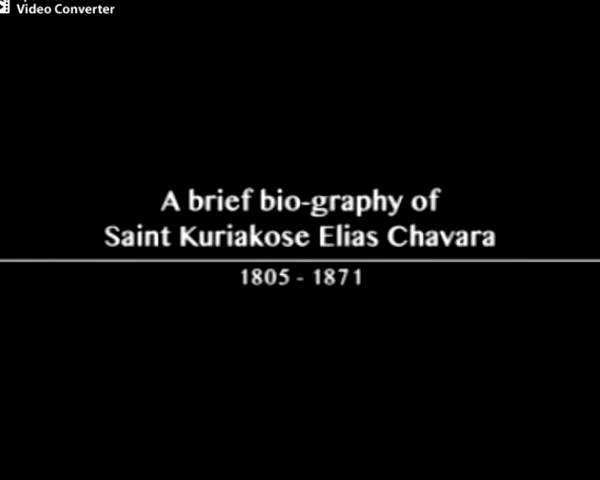 Video Converter
A brief bio-graphy of
Saint Kuriakose Elias Chavara
1805 - 1871